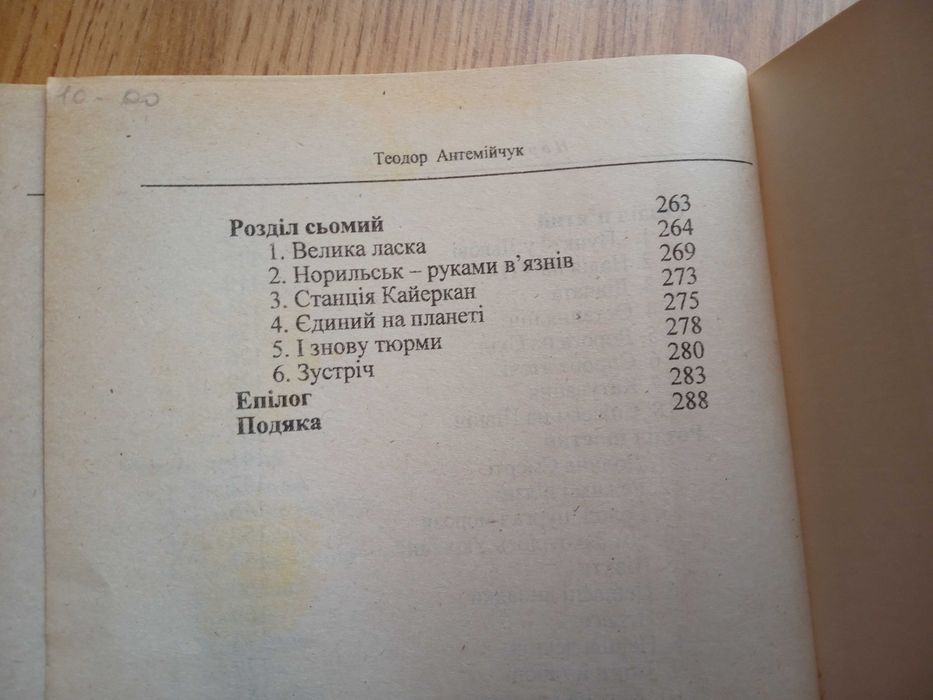 10-00
Теодор Антемійчук
Розділ сьомий 263
1. Велика ласка 264
2. Норильськ – руками в’язнів 269
3. Станція Кайеркан 273
4. Єдиний на планеті 275
5. І знову тюрми 278
6. Зустріч 280
Епілог 283
Подяка 288